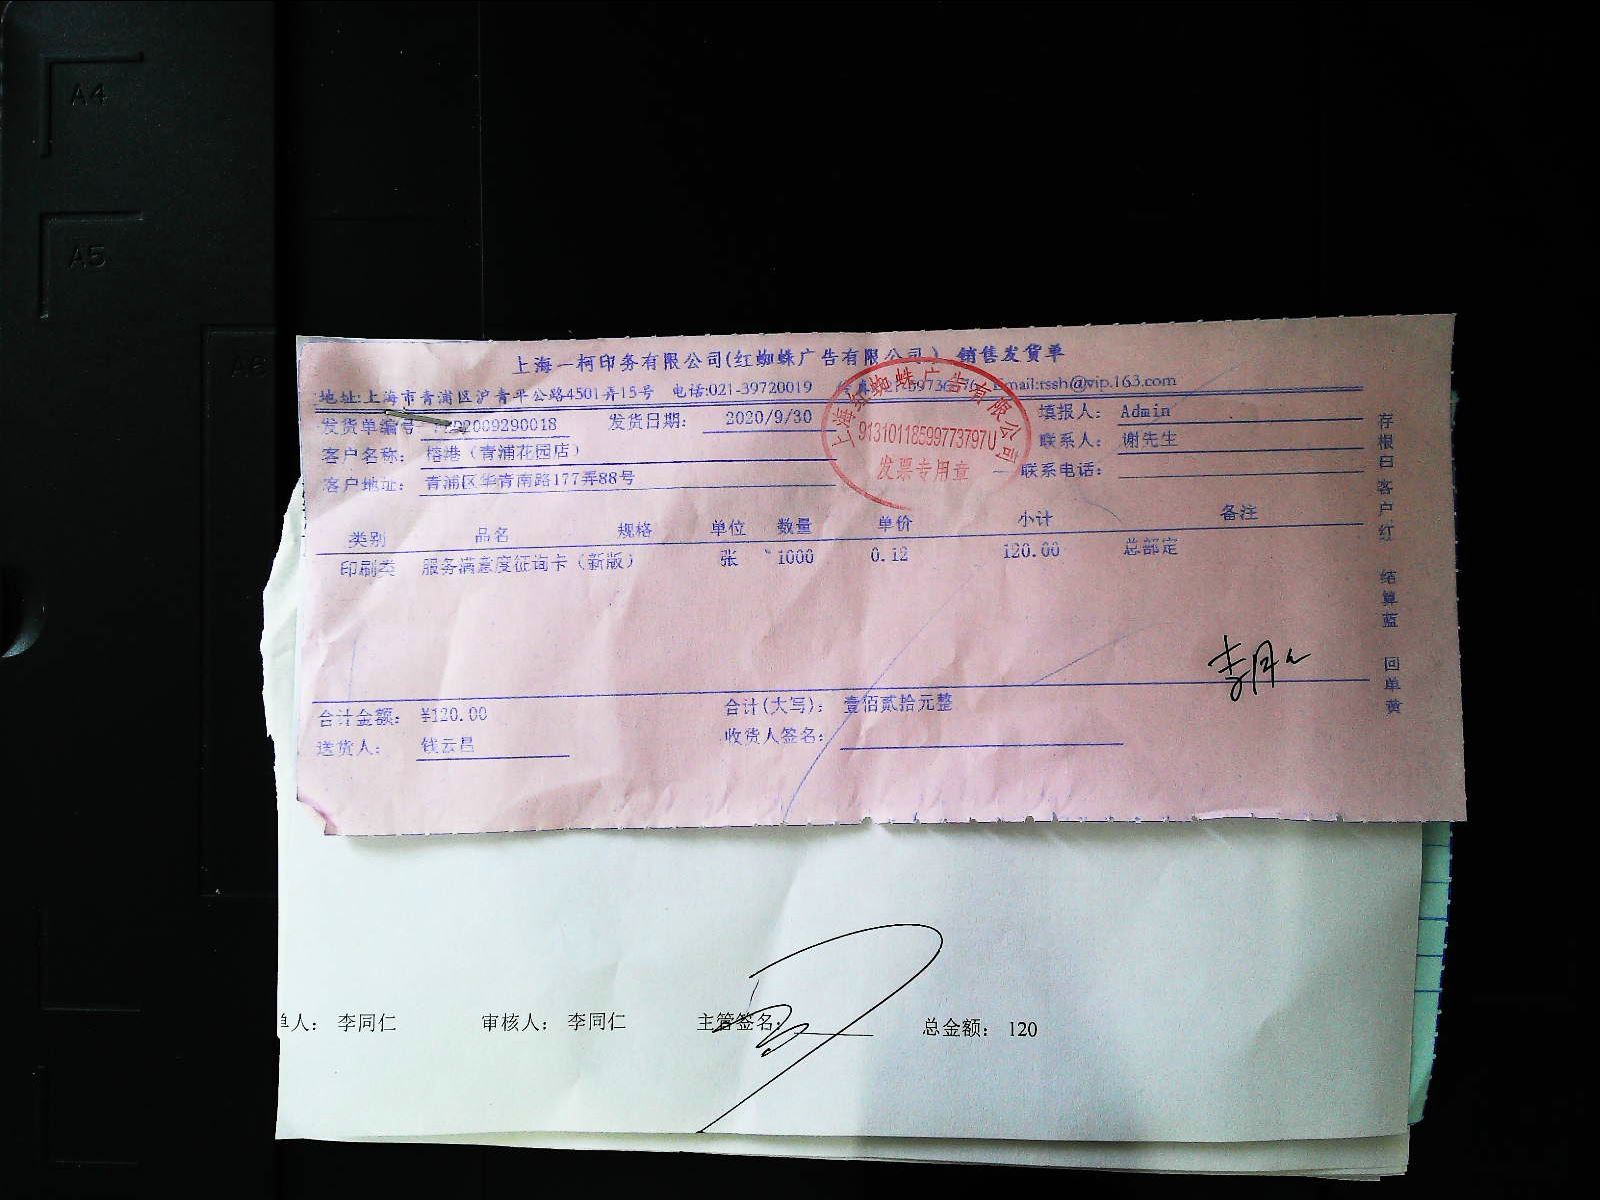 A4
A5
A6
上海一柯印务有限公司(红蜘蛛广告有限公司) 销售发货单
地址:上海市青浦区沪青平公路4501弄15号 电话:021-39720019 Email:rssh@vip.163.com
发货单编号 2009290018 发货日期: 2020/9/30 填报人: Admin
客户名称: 榕港（青浦花园店） 联系人: 谢先生
客户地址: 青浦区华青南路177弄88号 联系电话:
上海红蜘蛛广告有限公司
91310118599773797U
发票专用章
类别 品名 规格 单位 数量 单价 小计 备注
印刷类 服务满意度征询卡（新版） 张 1000 0.12 120.00 总部定
合计金额: ¥120.00 合计(大写): 壹佰贰拾元整
送货人: 钱云昌 收货人签名:
存根白 客户红 结算蓝 回单黄
单人: 李同仁 审核人: 李同仁 主管签名: 总金额: 120